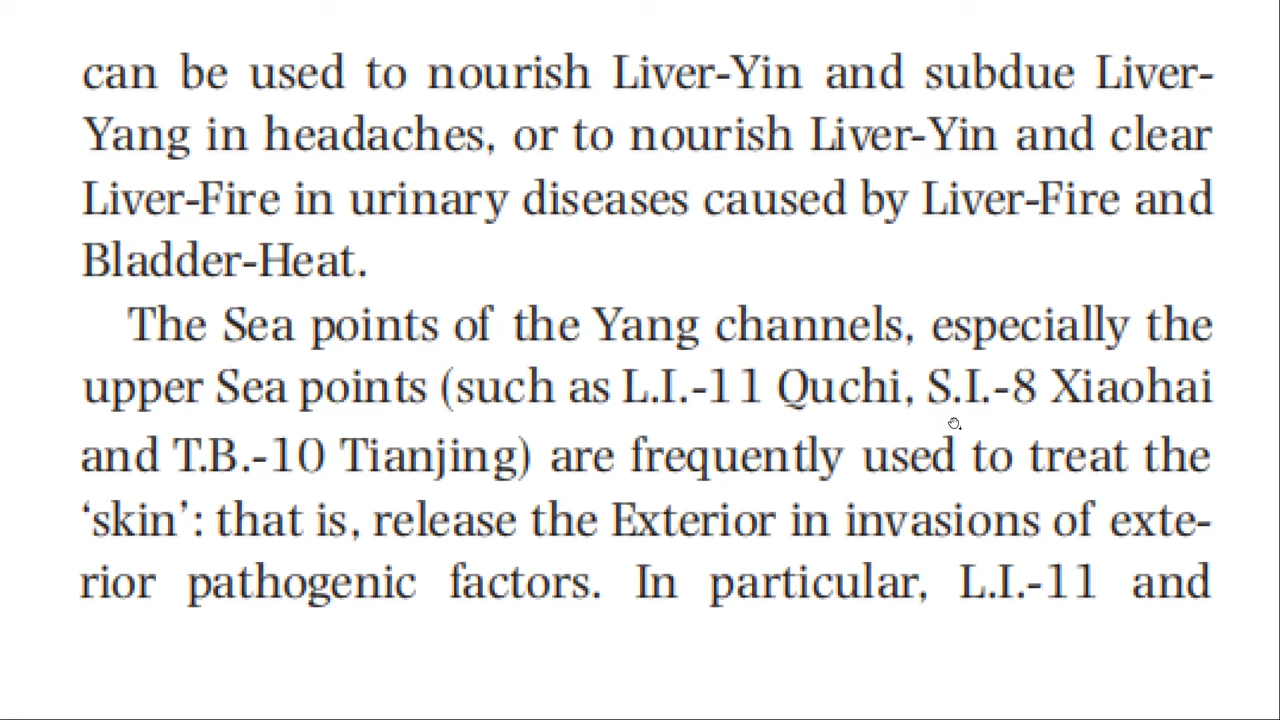 can be used to nourish Liver-Yin and subdue Liver-
Yang in headaches, or to nourish Liver-Yin and clear
Liver-Fire in urinary diseases caused by Liver-Fire and
Bladder-Heat.
The Sea points of the Yang channels, especially the
upper Sea points (such as L.I.-11 Quchi, S.I.-8 Xiaohai
and T.B.-10 Tianjing) are frequently used to treat the
‘skin’: that is, release the Exterior in invasions of exte-
rior pathogenic factors. In particular, L.I.-11 and